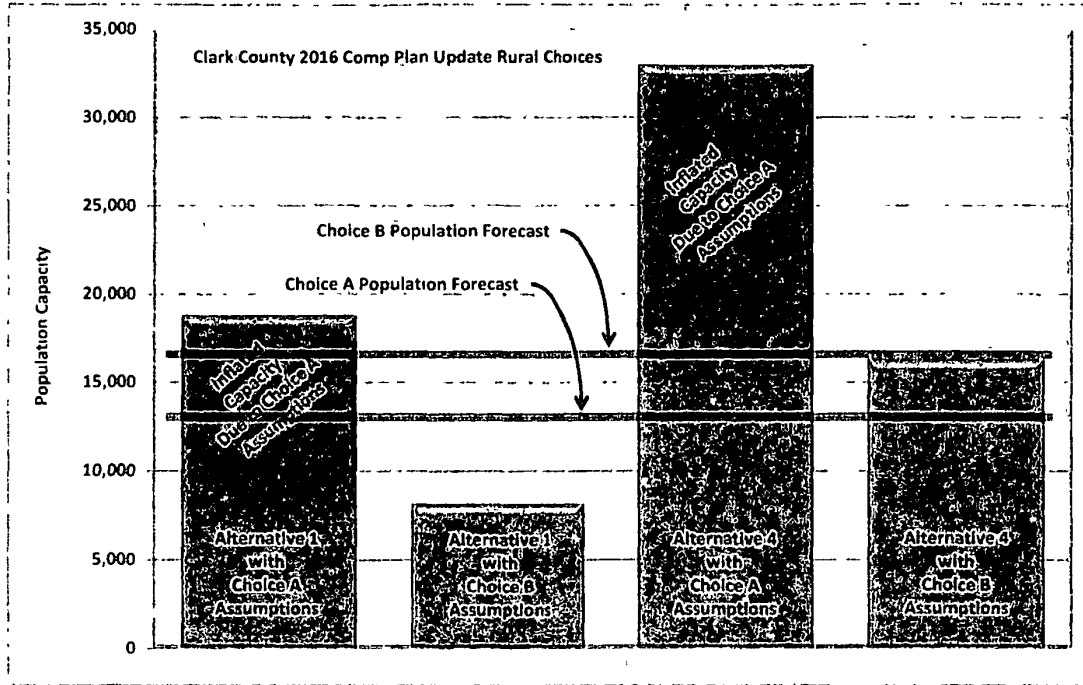 35,000
Clark County 2016 Comp Plan Update Rural Choices
30,000
Inflated
capacity
Due to Choice A
Assumptions
25,000
Choice B Population Forecast
Choice A Population Forecast
20,000
Population Capacity
15,000
Inflated
capacity
Due to Choice A
Assumptions
10,000
5,000
Alternative 1
with
Choice A
Assumptions
Alternative 1
with
Choice B
Assumptions
Alternative 4
with
Choice A
Assumptions
Alternative 4
with
Choice B
Assumptions
0